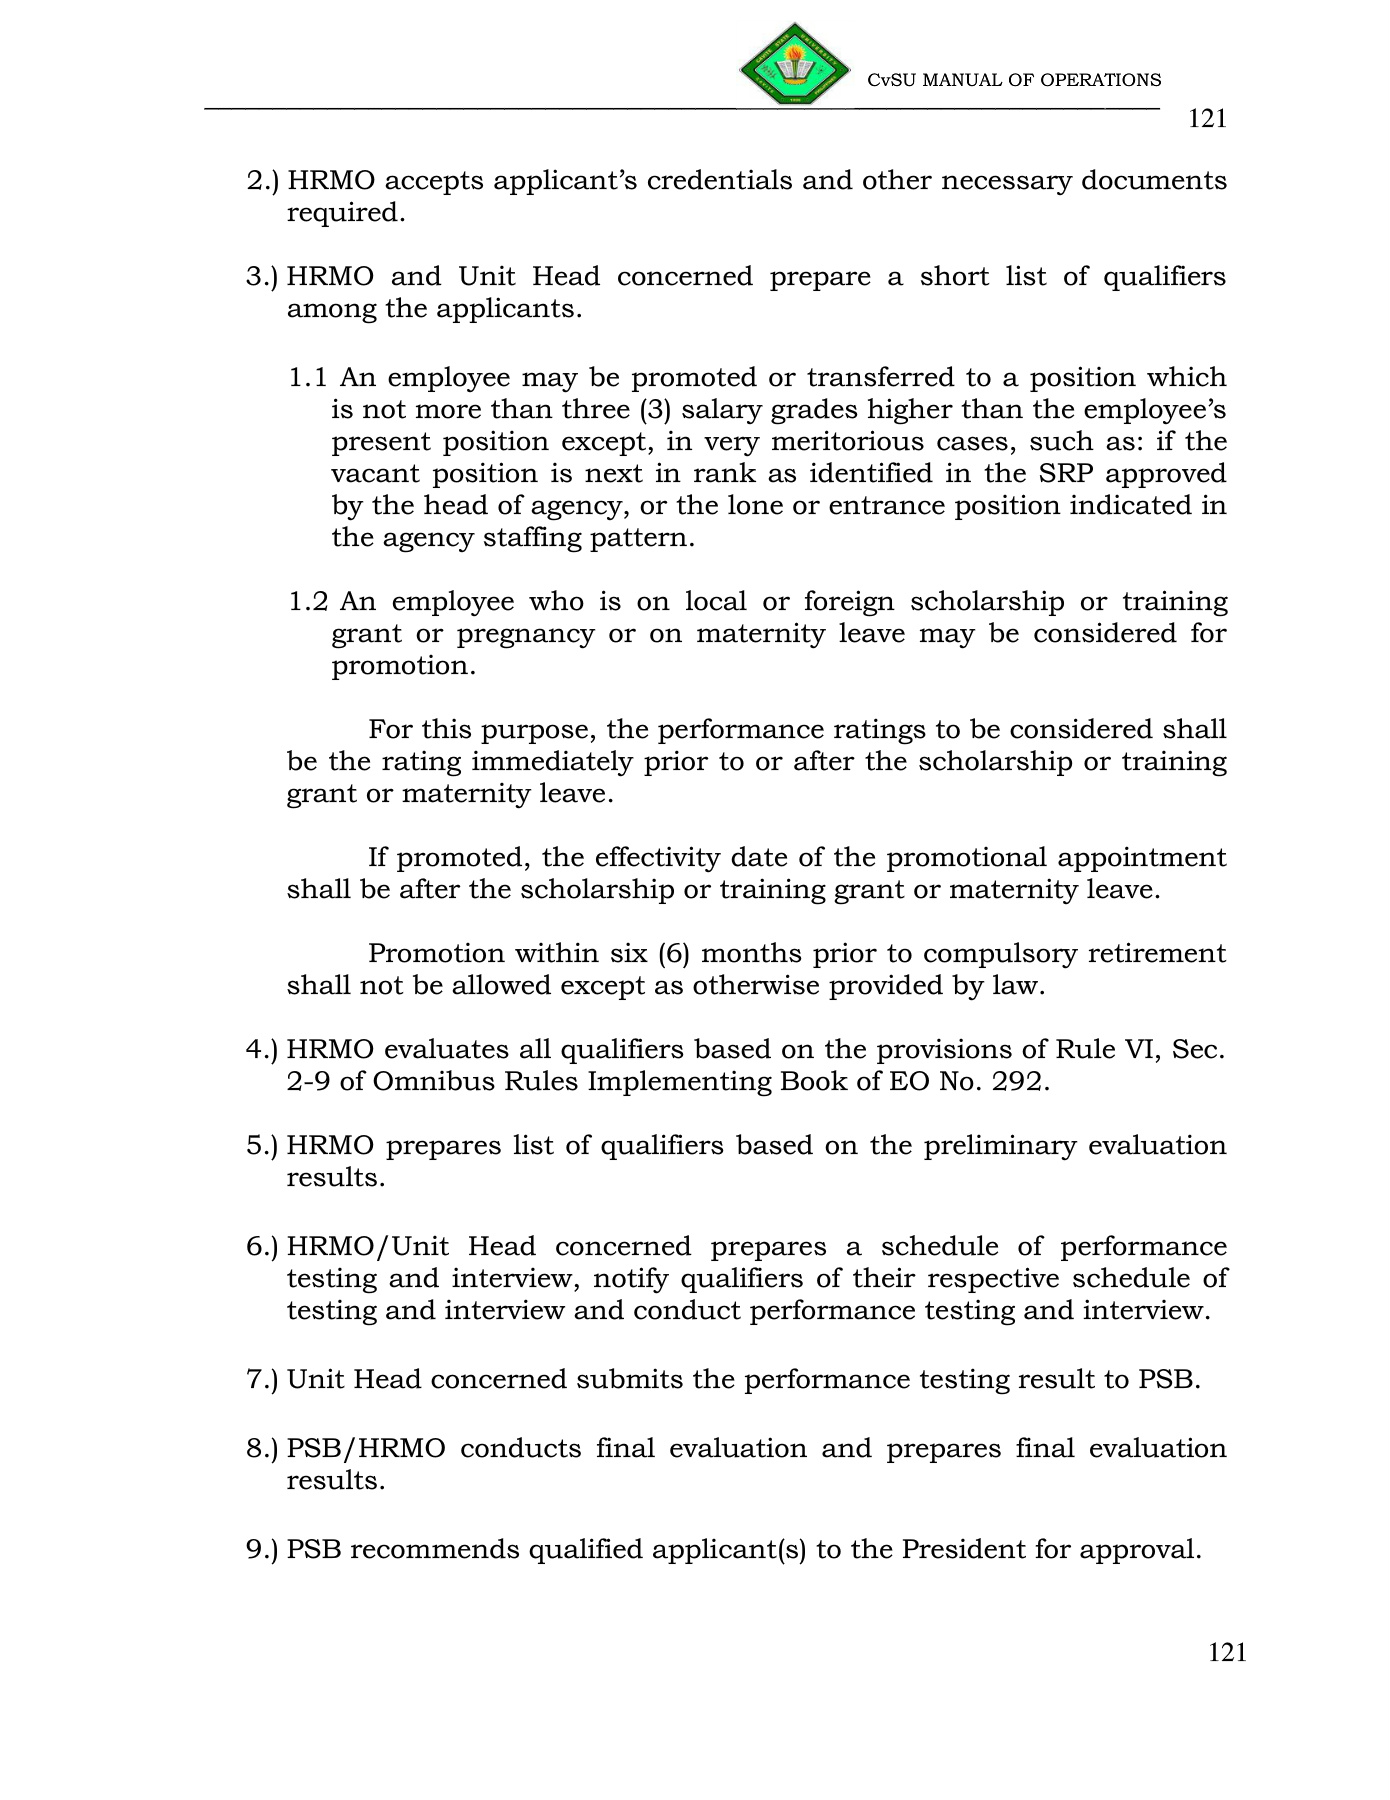 CvSU MANUAL OF OPERATIONS
121
2.) HRMO accepts applicant’s credentials and other necessary documents
required.
3.) HRMO and Unit Head concerned prepare a short list of qualifiers
among the applicants.
1.1 An employee may be promoted or transferred to a position which
is not more than three (3) salary grades higher than the employee’s
present position except, in very meritorious cases, such as: if the
vacant position is next in rank as identified in the SRP approved
by the head of agency, or the lone or entrance position indicated in
the agency staffing pattern.
1.2 An employee who is on local or foreign scholarship or training
grant or pregnancy or on maternity leave may be considered for
promotion.
For this purpose, the performance ratings to be considered shall
be the rating immediately prior to or after the scholarship or training
grant or maternity leave.
If promoted, the effectivity date of the promotional appointment
shall be after the scholarship or training grant or maternity leave.
Promotion within six (6) months prior to compulsory retirement
shall not be allowed except as otherwise provided by law.
4.) HRMO evaluates all qualifiers based on the provisions of Rule VI, Sec.
2-9 of Omnibus Rules Implementing Book of EO No. 292.
5.) HRMO prepares list of qualifiers based on the preliminary evaluation
results.
6.) HRMO/Unit Head concerned prepares a schedule of performance
testing and interview, notify qualifiers of their respective schedule of
testing and interview and conduct performance testing and interview.
7.) Unit Head concerned submits the performance testing result to PSB.
8.) PSB/HRMO conducts final evaluation and prepares final evaluation
results.
9.) PSB recommends qualified applicant(s) to the President for approval.
121